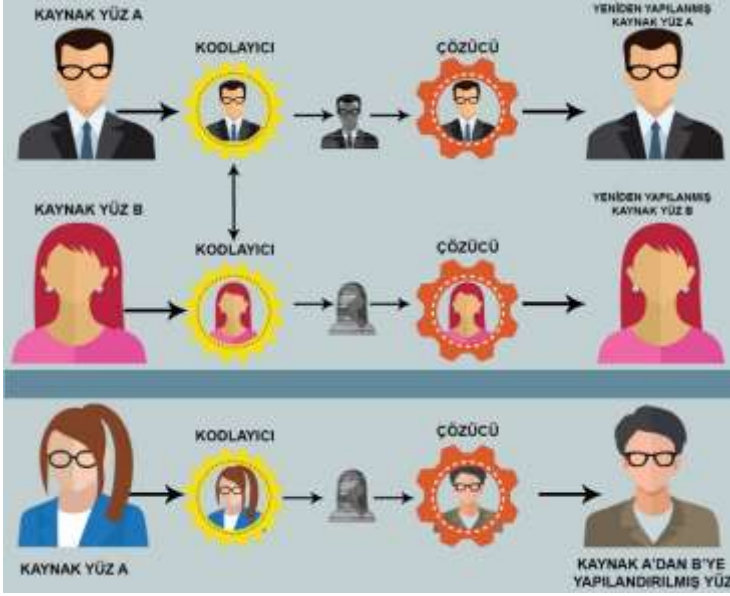 KAYNAK YÜZ A
KODLAYICI
ÇÖZÜCÜ
YENİDEN YAPILANMIŞ
KAYNAK YÜZ A
KAYNAK YÜZ B
KODLAYICI
ÇÖZÜCÜ
YENİDEN YAPILANMIŞ
KAYNAK YÜZ B
KODLAYICI
ÇÖZÜCÜ
KAYNAK YÜZ A
KAYNAK A'DAN B'YE
YAPILANDIRILMIŞ YÜZ